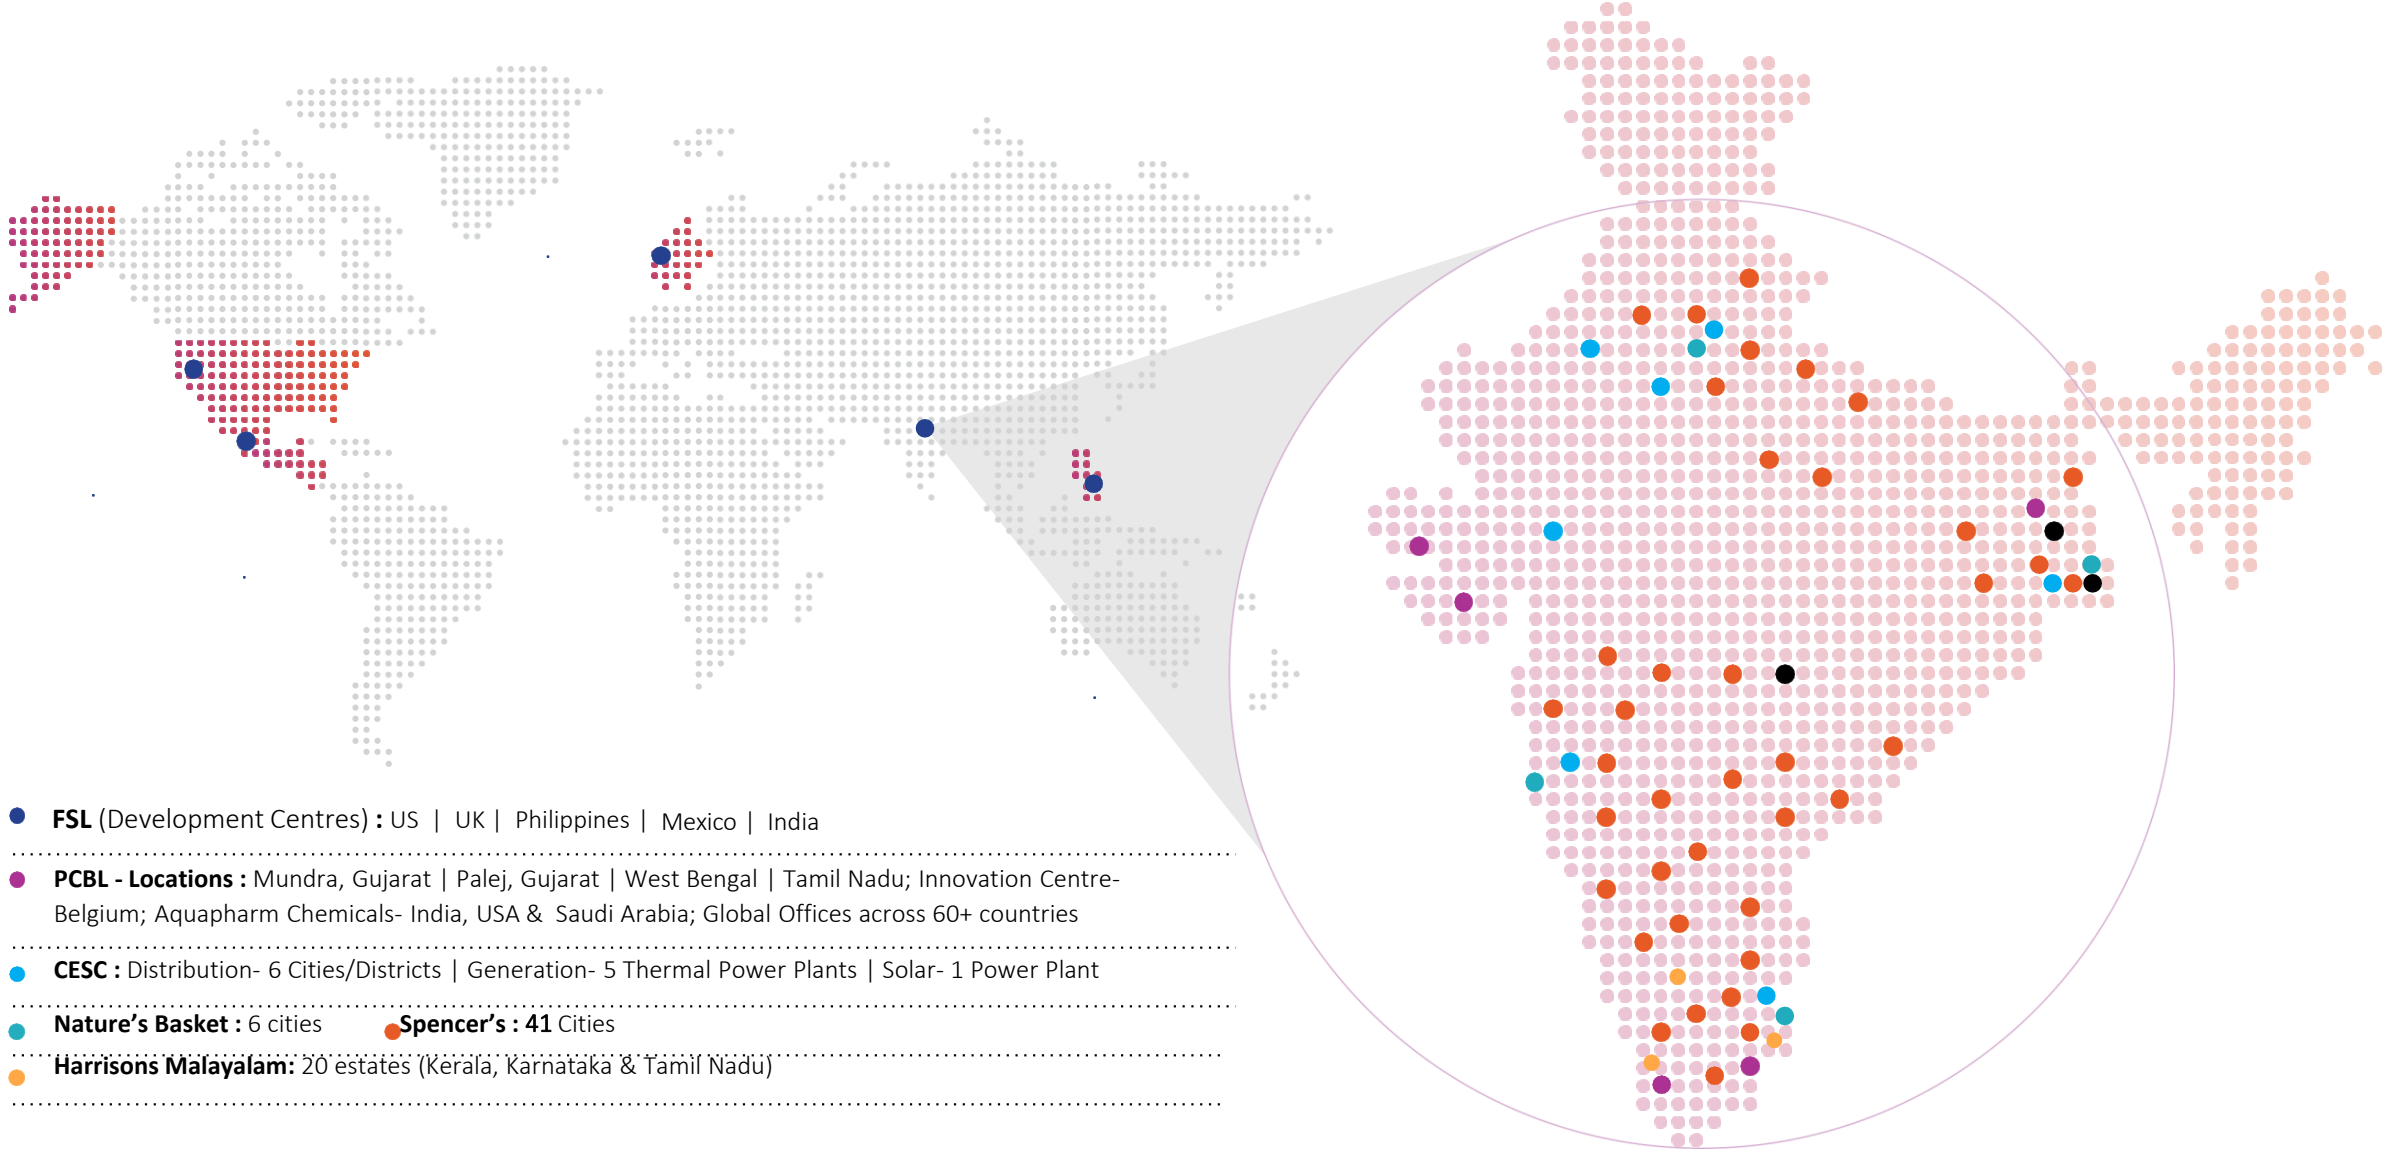 FSL (Development Centres) : US | UK | Philippines | Mexico | India
PCBL - Locations : Mundra, Gujarat | Palej, Gujarat | West Bengal | Tamil Nadu; Innovation Centre-
Belgium; Aquapharm Chemicals- India, USA & Saudi Arabia; Global Offices across 60+ countries
CESC : Distribution- 6 Cities/Districts | Generation- 5 Thermal Power Plants | Solar- 1 Power Plant
Nature’s Basket : 6 cities Spencer’s : 41 Cities
Harrisons Malayalam: 20 estates (Kerala, Karnataka & Tamil Nadu)